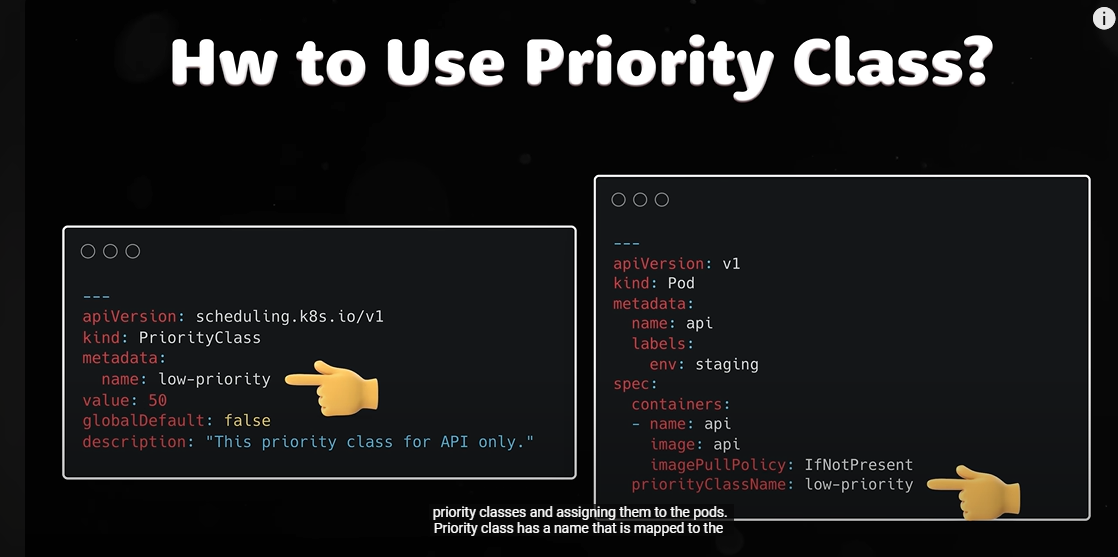 Hw to Use Priority Class?
---
apiVersion: scheduling.k8s.io/v1
kind: PriorityClass
metadata:
  name: low-priority
value: 50
globalDefault: false
description: "This priority class for API only."
---
apiVersion: v1
kind: Pod
metadata:
  name: api
  labels:
    env: staging
spec:
  containers:
  - name: api
    image: api
    imagePullPolicy: IfNotPresent
  priorityClassName: low-priority
priority classes and assigning them to the pods.
Priority class has a name that is mapped to the